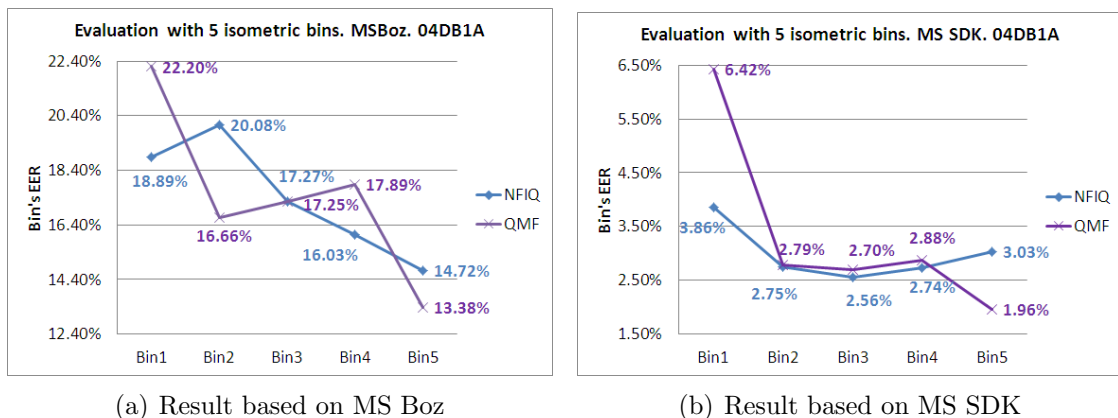 Evaluation with 5 isometric bins. MSBoz. 04DB1A
22.40%
20.40%
18.40%
16.40%
14.40%
12.40%
Bin's EER
22.20%
20.08%
18.89%
17.27%
17.89%
17.25%
16.66%
16.03%
14.72%
13.38%
NFIQ
QMF
Bin1 Bin2 Bin3 Bin4 Bin5
(a) Result based on MS Boz
Evaluation with 5 isometric bins. MS SDK. 04DB1A
6.50%
5.50%
4.50%
3.50%
2.50%
1.50%
Bin's EER
6.42%
3.86%
2.79%
2.70%
2.88%
3.03%
2.75%
2.56%
2.74%
1.96%
NFIQ
QMF
Bin1 Bin2 Bin3 Bin4 Bin5
(b) Result based on MS SDK